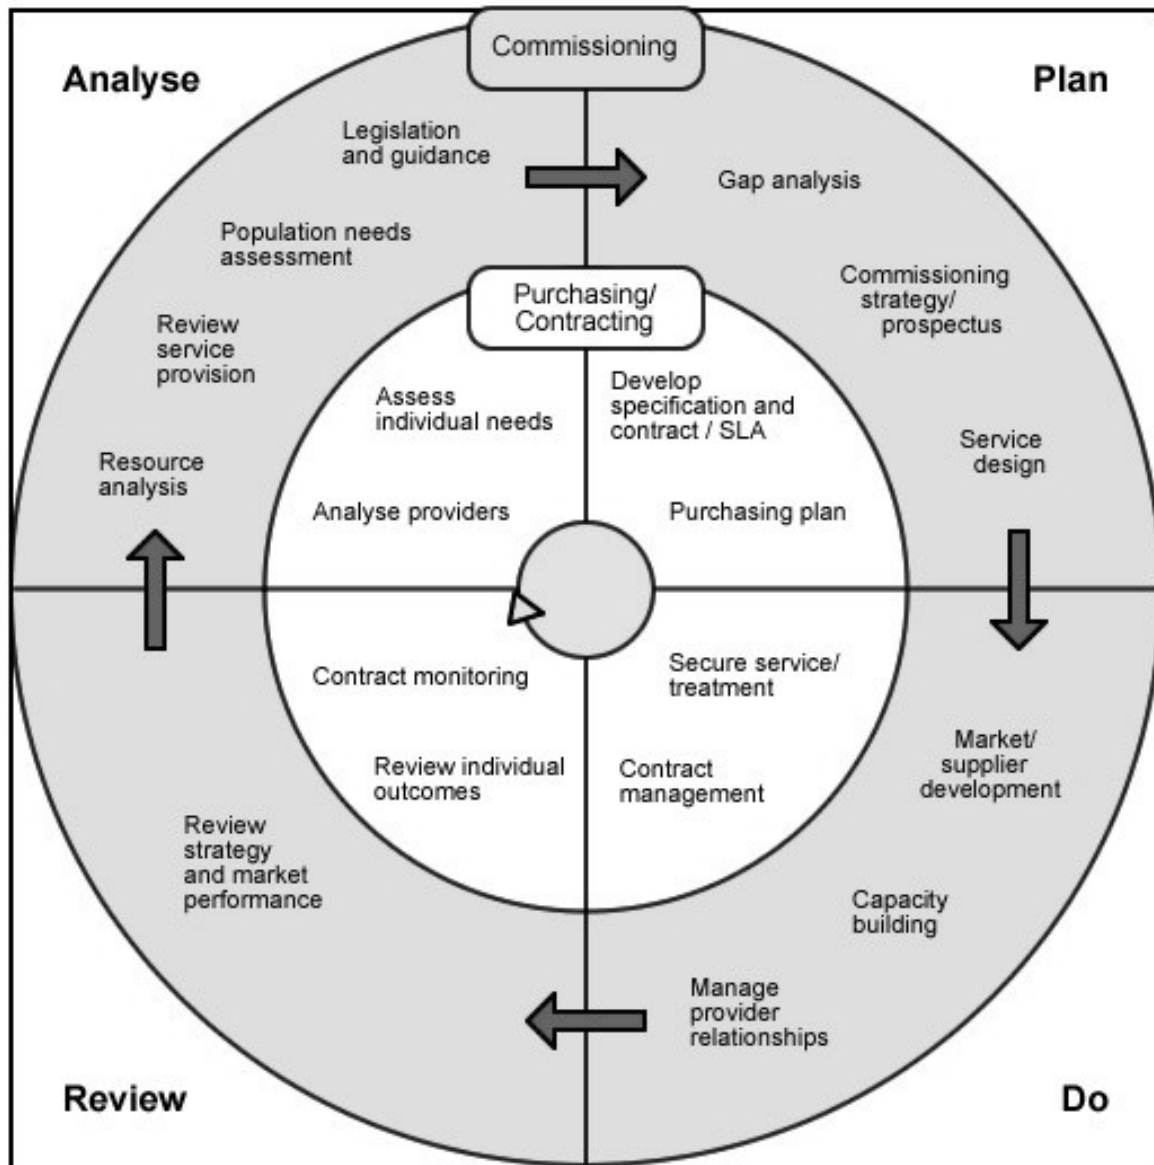 Commissioning
Analyse
Plan
Legislation
and guidance
Gap analysis
Population needs
assessment
Commissioning
strategy/
prospectus
Purchasing/
Contracting
Review
service
provision
Assess
individual needs
Develop
specification and
contract / SLA
Resource
analysis
Service
design
Analyse providers
Purchasing plan
Contract monitoring
Secure service/
treatment
Review individual
outcomes
Contract
management
Market/
supplier
development
Review
strategy
and market
performance
Capacity
building
Manage
provider
relationships
Review
Do